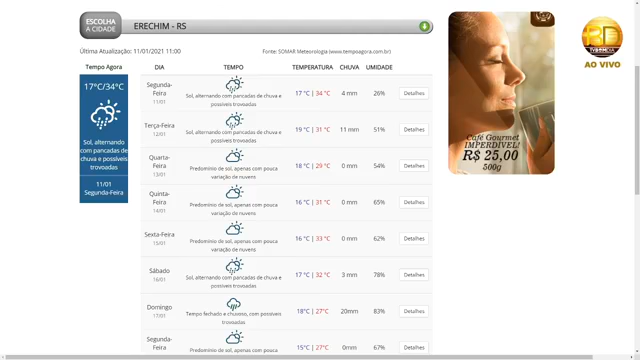 ESCOLHA
A CIDADE
ERECHIM - RS
Última Atualização: 11/01/2021 11:00
Fonte: SOMAR Meteorologia (www.tempoagora.com.br)
Tempo Agora
DIA TEMPO TEMPERATURA CHUVA UMIDADE
17°C/34°C
Sol, alternando
com pancadas de
chuva e possíveis
trovoadas
11/01
Segunda-Feira
Segunda-
Feira
11/01
Sol, alternando com pancadas de chuva e
possíveis trovoadas
17 °C | 34 °C 4 mm 26% Detalhes
Terça-Feira
12/01
Sol, alternando com pancadas de chuva e
possíveis trovoadas
19 °C | 31 °C 11 mm 51% Detalhes
Quarta-
Feira
13/01
Predomínio de sol, apenas com pouca
variação de nuvens
18 °C | 29 °C 0 mm 54% Detalhes
Quinta-
Feira
14/01
Predomínio de sol, apenas com pouca
variação de nuvens
16 °C | 31 °C 0 mm 65% Detalhes
Sexta-Feira
15/01
Predomínio de sol, apenas com pouca
variação de nuvens
16 °C | 33 °C 0 mm 62% Detalhes
Sábado
16/01
Sol, alternando com pancadas de chuva e
possíveis trovoadas
17 °C | 32 °C 3 mm 78% Detalhes
Domingo
17/01
Tempo fechado e chuvoso, com possíveis
trovoadas
18°C | 27°C 20mm 83% Detalhes
Segunda-
Feira
Predomínio de sol, apenas com pouca
15°C | 27°C 0mm 67% Detalhes
Café Gourmet
IMPERDÍVEL!
R$ 25,00
500g
RD
AO VIVO